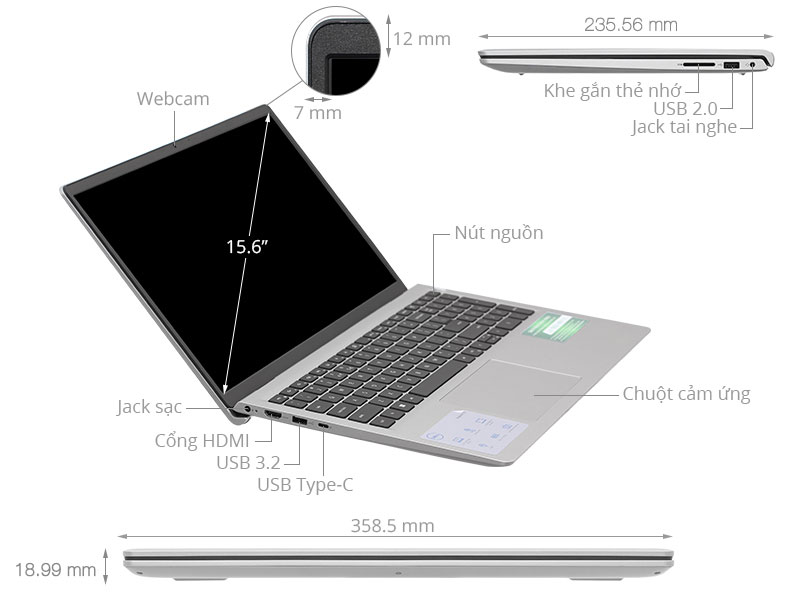 235.56 mm
12 mm
Khe gắn thẻ nhớ
USB 2.0
Jack tai nghe
Webcam
7 mm
15.6”
Nút nguồn
Chuột cảm ứng
Jack sạc
Cổng HDMI
USB 3.2
USB Type-C
358.5 mm
18.99 mm